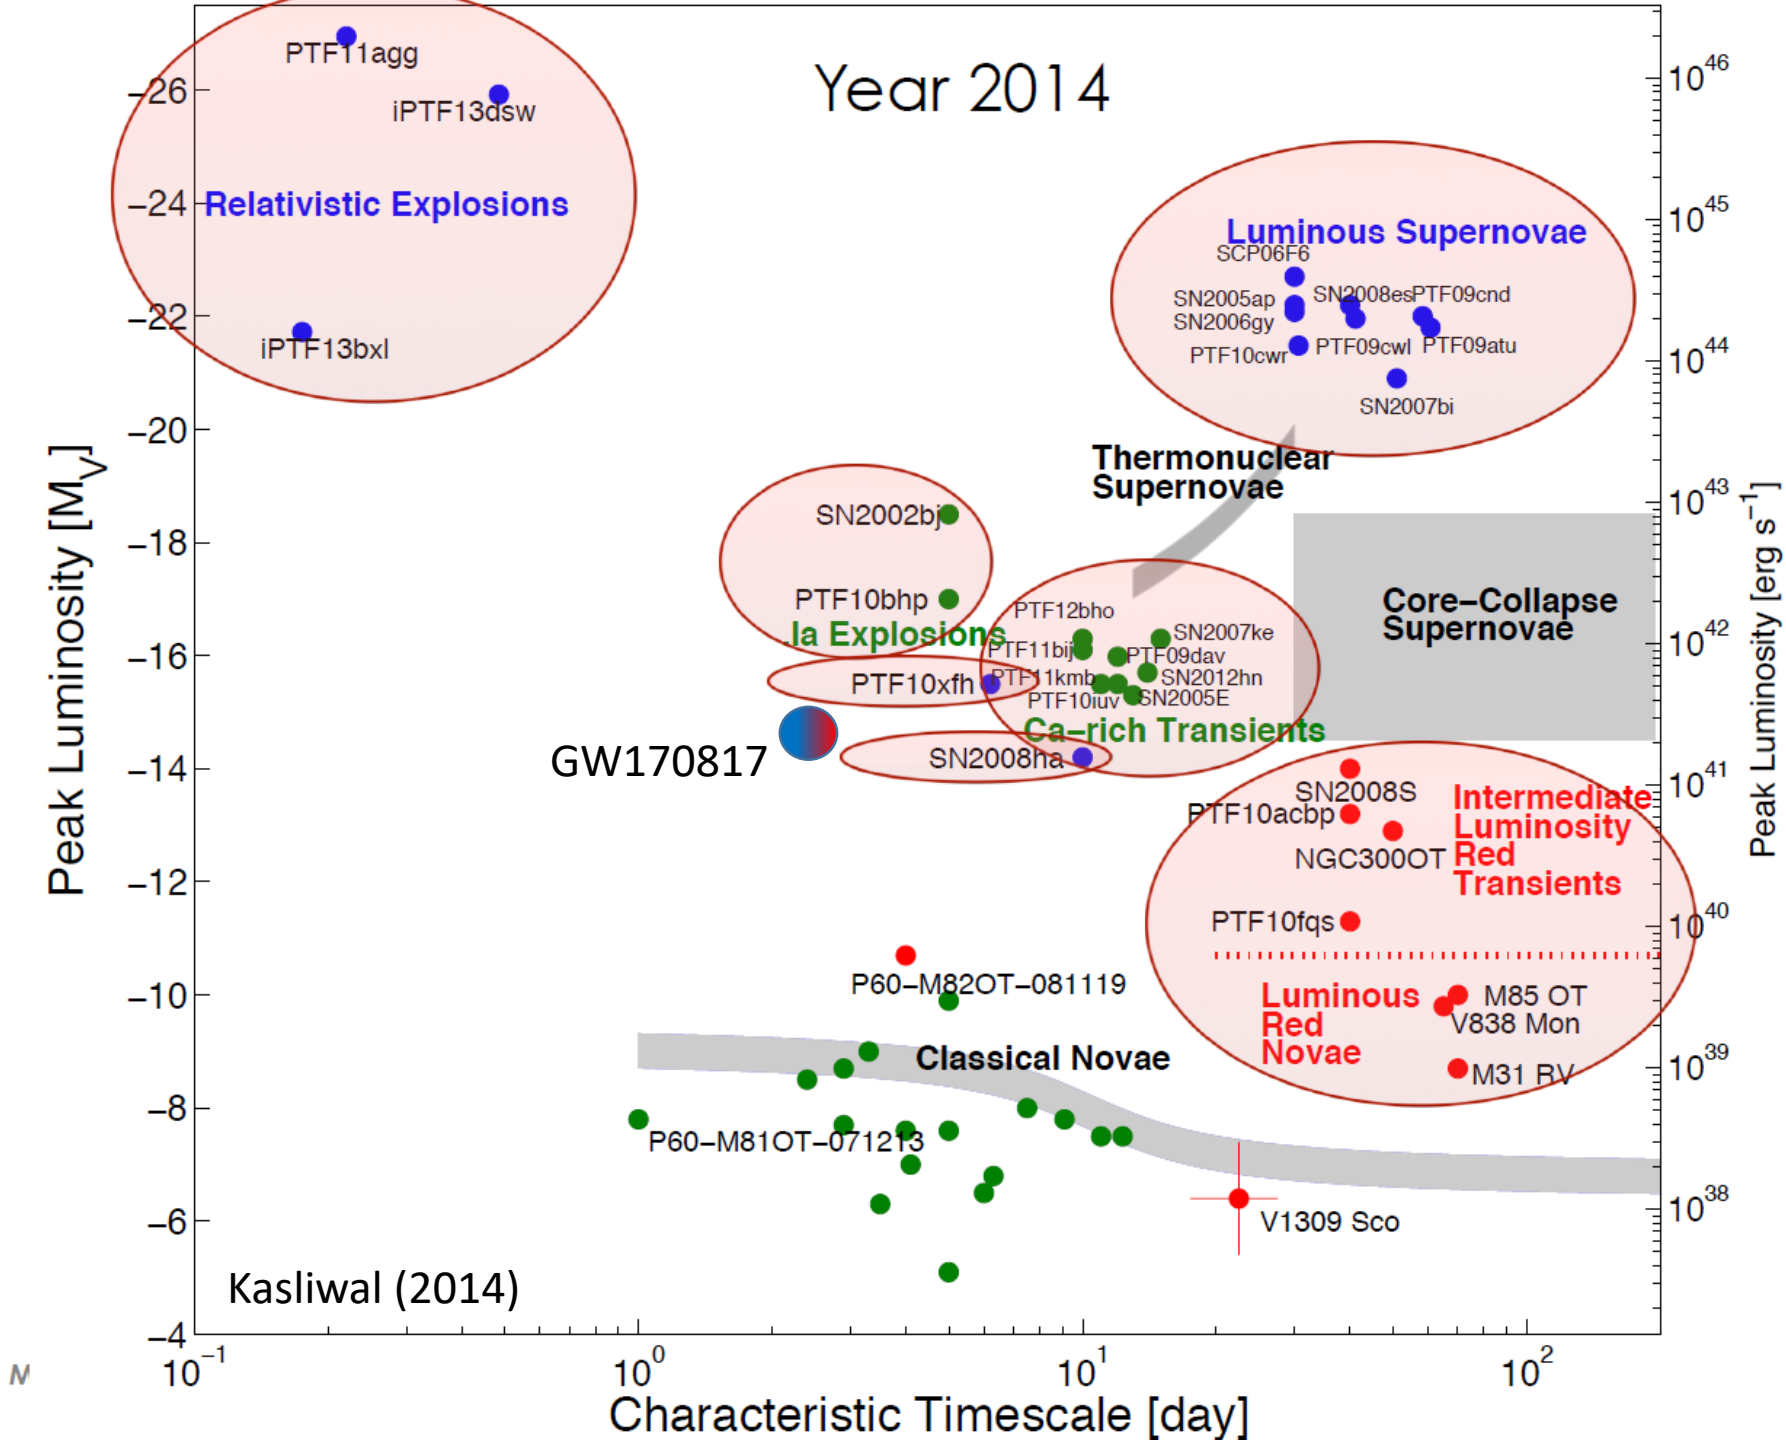 Year 2014
PTF11agg
iPTF13dsw
Relativistic Explosions
iPTF13bxl
Luminous Supernovae
SCP06F6
SN2005ap
SN2008es
PTF09cnd
SN2006gy
PTF10cwr
PTF09cwl
PTF09atu
SN2007bi
Thermonuclear
Supernovae
SN2002bj
PTF10bhp
.Ia Explosions
PTF12bho
SN2007ke
PTF11bij
PTF09dav
PTF10xfh
PTF11kmb
SN2012hn
PTF10iuv
SN2005E
Ca−rich Transients
Core−Collapse
Supernovae
GW170817
SN2008ha
SN2008S
PTF10acbp
NGC300OT
Intermediate
Luminosity
Red
Transients
PTF10fqs
P60−M82OT−081119
Luminous
Red
Novae
M85 OT
V838 Mon
M31 RV
Classical Novae
P60−M81OT−071213
V1309 Sco
Kasliwal (2014)
Peak Luminosity [M_V]
−26
−24
−22
−20
−18
−16
−14
−12
−10
−8
−6
−4
10^46
10^45
10^44
10^43
10^42
10^41
10^40
10^39
10^38
Peak Luminosity [erg s^−1]
10^−1
10^0
10^1
10^2
Characteristic Timescale [day]
M